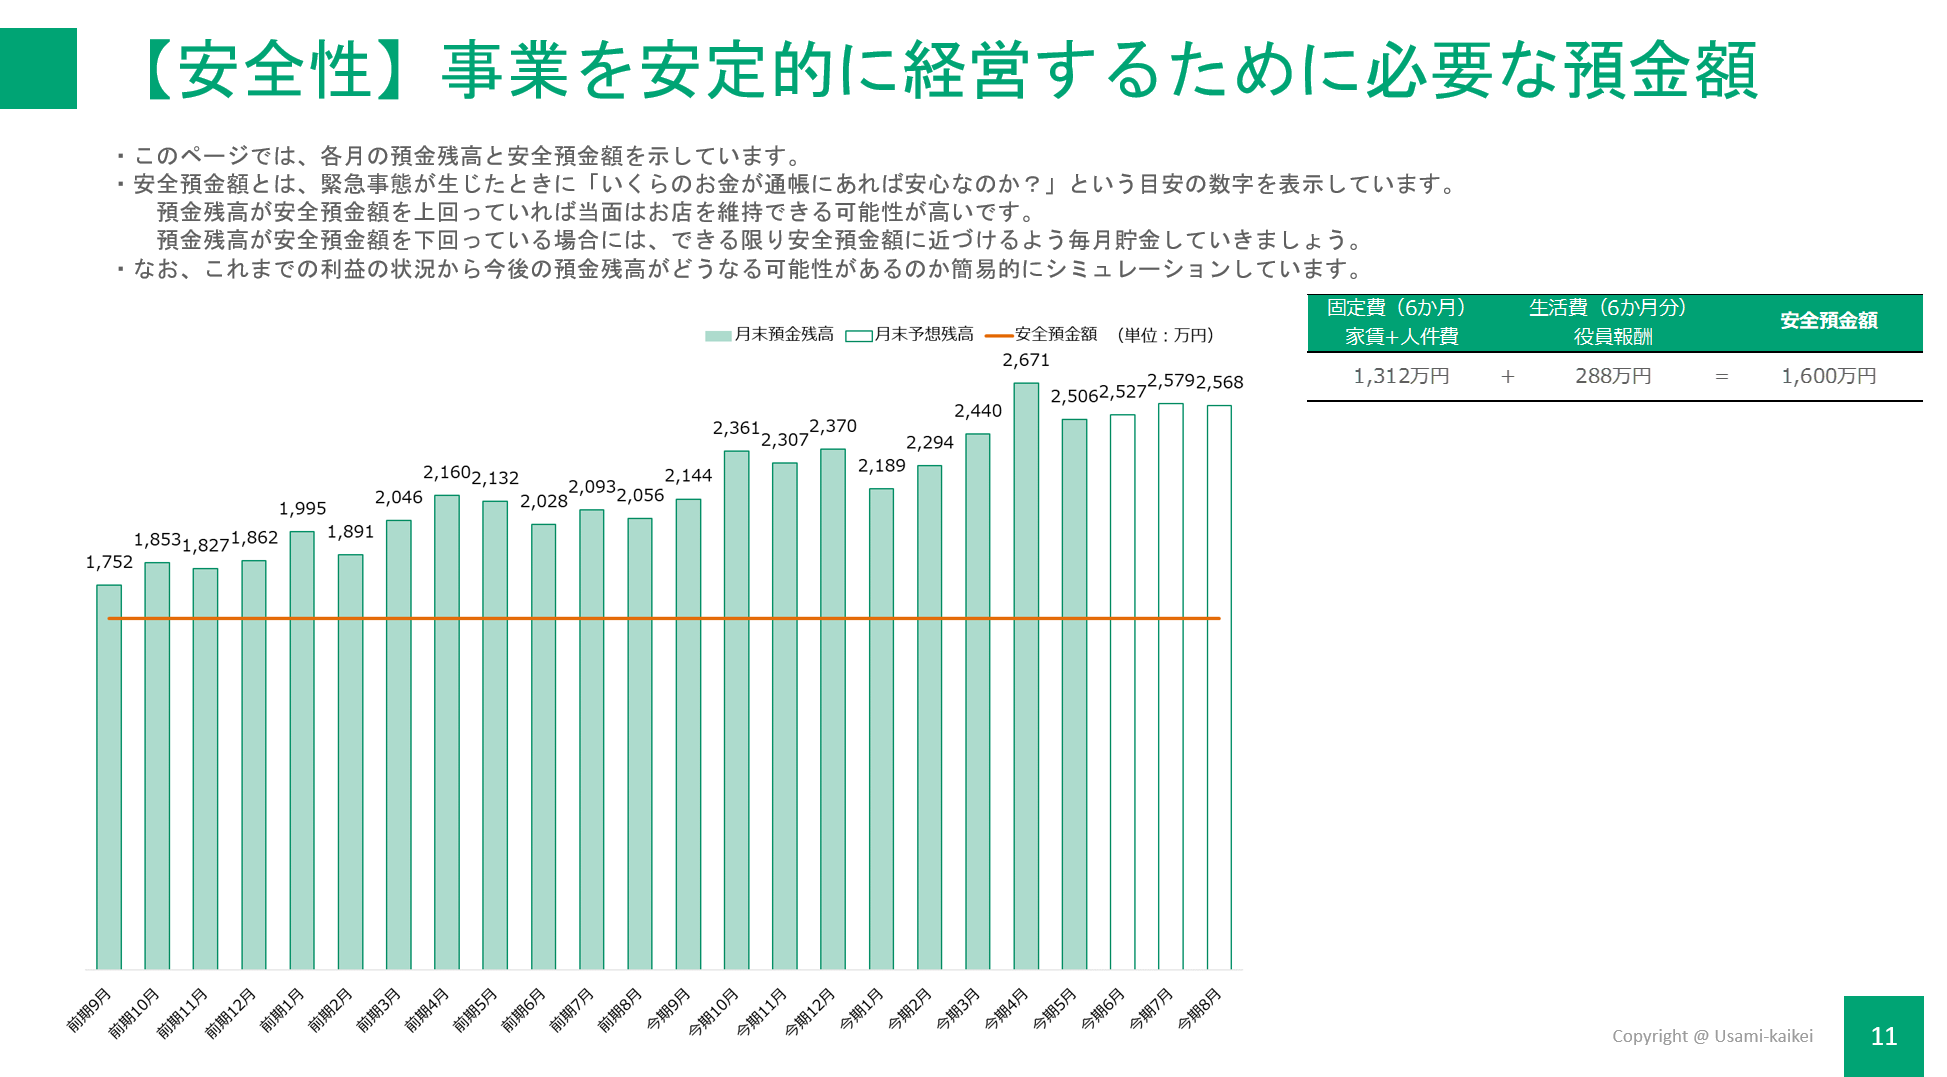 【安全性】事業を安定的に経営するために必要な預金額
・このページでは、各月の預金残高と安全預金額を示しています。
・安全預金額とは、緊急事態が生じたときに「いくらのお金が通帳にあれば安心なのか？」という目安の数字を表示しています。
預金残高が安全預金額を上回っていれば当面はお店を維持できる可能性が高いです。
預金残高が安全預金額を下回っている場合には、できる限り安全預金額に近づけるよう毎月貯金していきましょう。
・なお、これまでの利益の状況から今後の預金残高がどうなる可能性があるのか簡易的にシミュレーションしています。
固定費（6か月） 生活費（6か月分） 安全預金額
家賃+人件費 役員報酬
1,312万円 + 288万円 = 1,600万円
月末預金残高 月末予想残高 安全預金額 （単位：万円）
1,752 1,853 1,827 1,862 1,995 1,891 2,046 2,160 2,132 2,028 2,093 2,056 2,144 2,361 2,307 2,370 2,189 2,294 2,440 2,671 2,506 2,527 2,579 2,568
前期9月 前期10月 前期11月 前期12月 前期1月 前期2月 前期3月 前期4月 前期5月 前期6月 前期7月 前期8月 今期9月 今期10月 今期11月 今期12月 今期1月 今期2月 今期3月 今期4月 今期5月 今期6月 今期7月 今期8月
Copyright @ Usami-kaikei
11